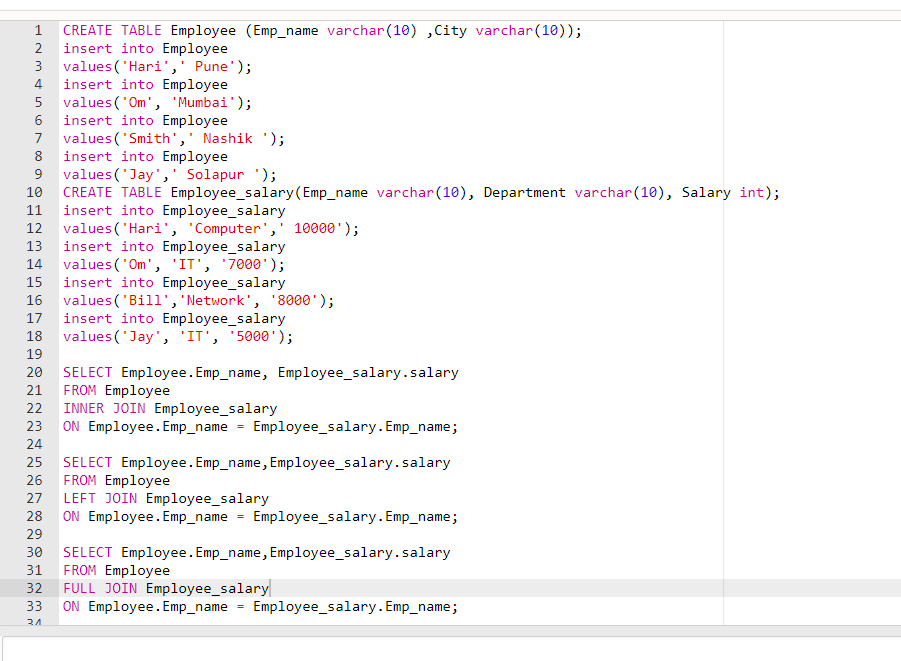 1 CREATE TABLE Employee (Emp_name varchar(10) ,City varchar(10));
2 insert into Employee
3 values('Hari',' Pune');
4 insert into Employee
5 values('Om', 'Mumbai');
6 insert into Employee
7 values('Smith',' Nashik ');
8 insert into Employee
9 values('Jay',' Solapur ');
10 CREATE TABLE Employee_salary(Emp_name varchar(10), Department varchar(10), Salary int);
11 insert into Employee_salary
12 values('Hari', 'Computer',' 10000');
13 insert into Employee_salary
14 values('Om', 'IT', '7000');
15 insert into Employee_salary
16 values('Bill','Network', '8000');
17 insert into Employee_salary
18 values('Jay', 'IT', '5000');
19
20 SELECT Employee.Emp_name, Employee_salary.salary
21 FROM Employee
22 INNER JOIN Employee_salary
23 ON Employee.Emp_name = Employee_salary.Emp_name;
24
25 SELECT Employee.Emp_name,Employee_salary.salary
26 FROM Employee
27 LEFT JOIN Employee_salary
28 ON Employee.Emp_name = Employee_salary.Emp_name;
29
30 SELECT Employee.Emp_name,Employee_salary.salary
31 FROM Employee
32 FULL JOIN Employee_salary
33 ON Employee.Emp_name = Employee_salary.Emp_name;
34